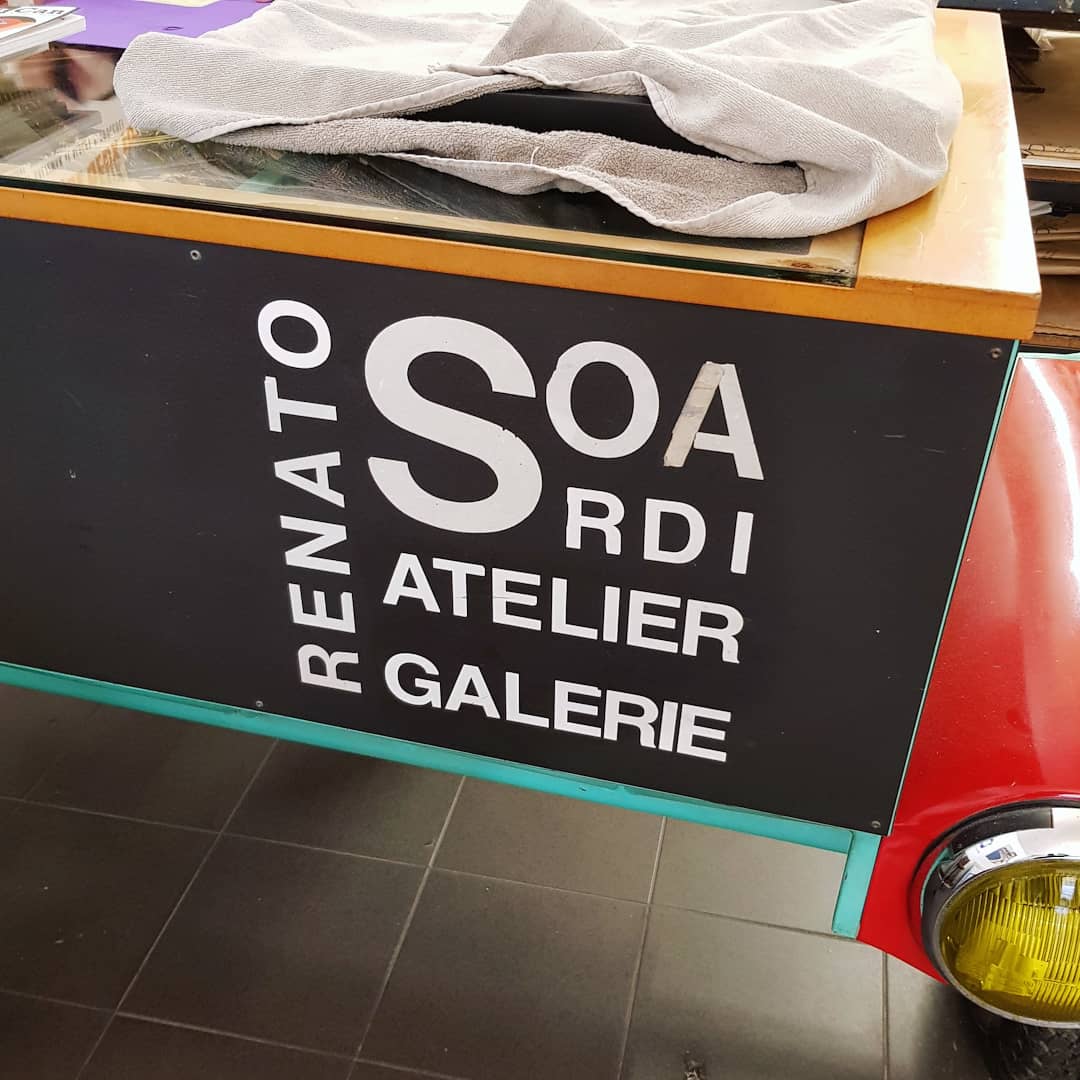 RENATO
SOA
RDI
ATELIER
GALERIE